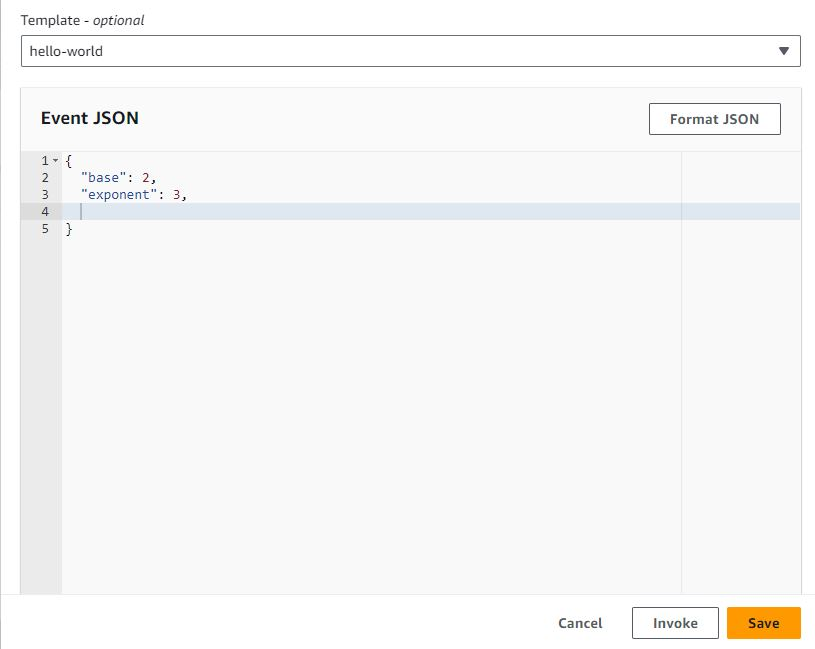 Template - optional
hello-world
Event JSON
Format JSON
1 {
2 "base": 2,
3 "exponent": 3,
4
5 }
Cancel
Invoke
Save